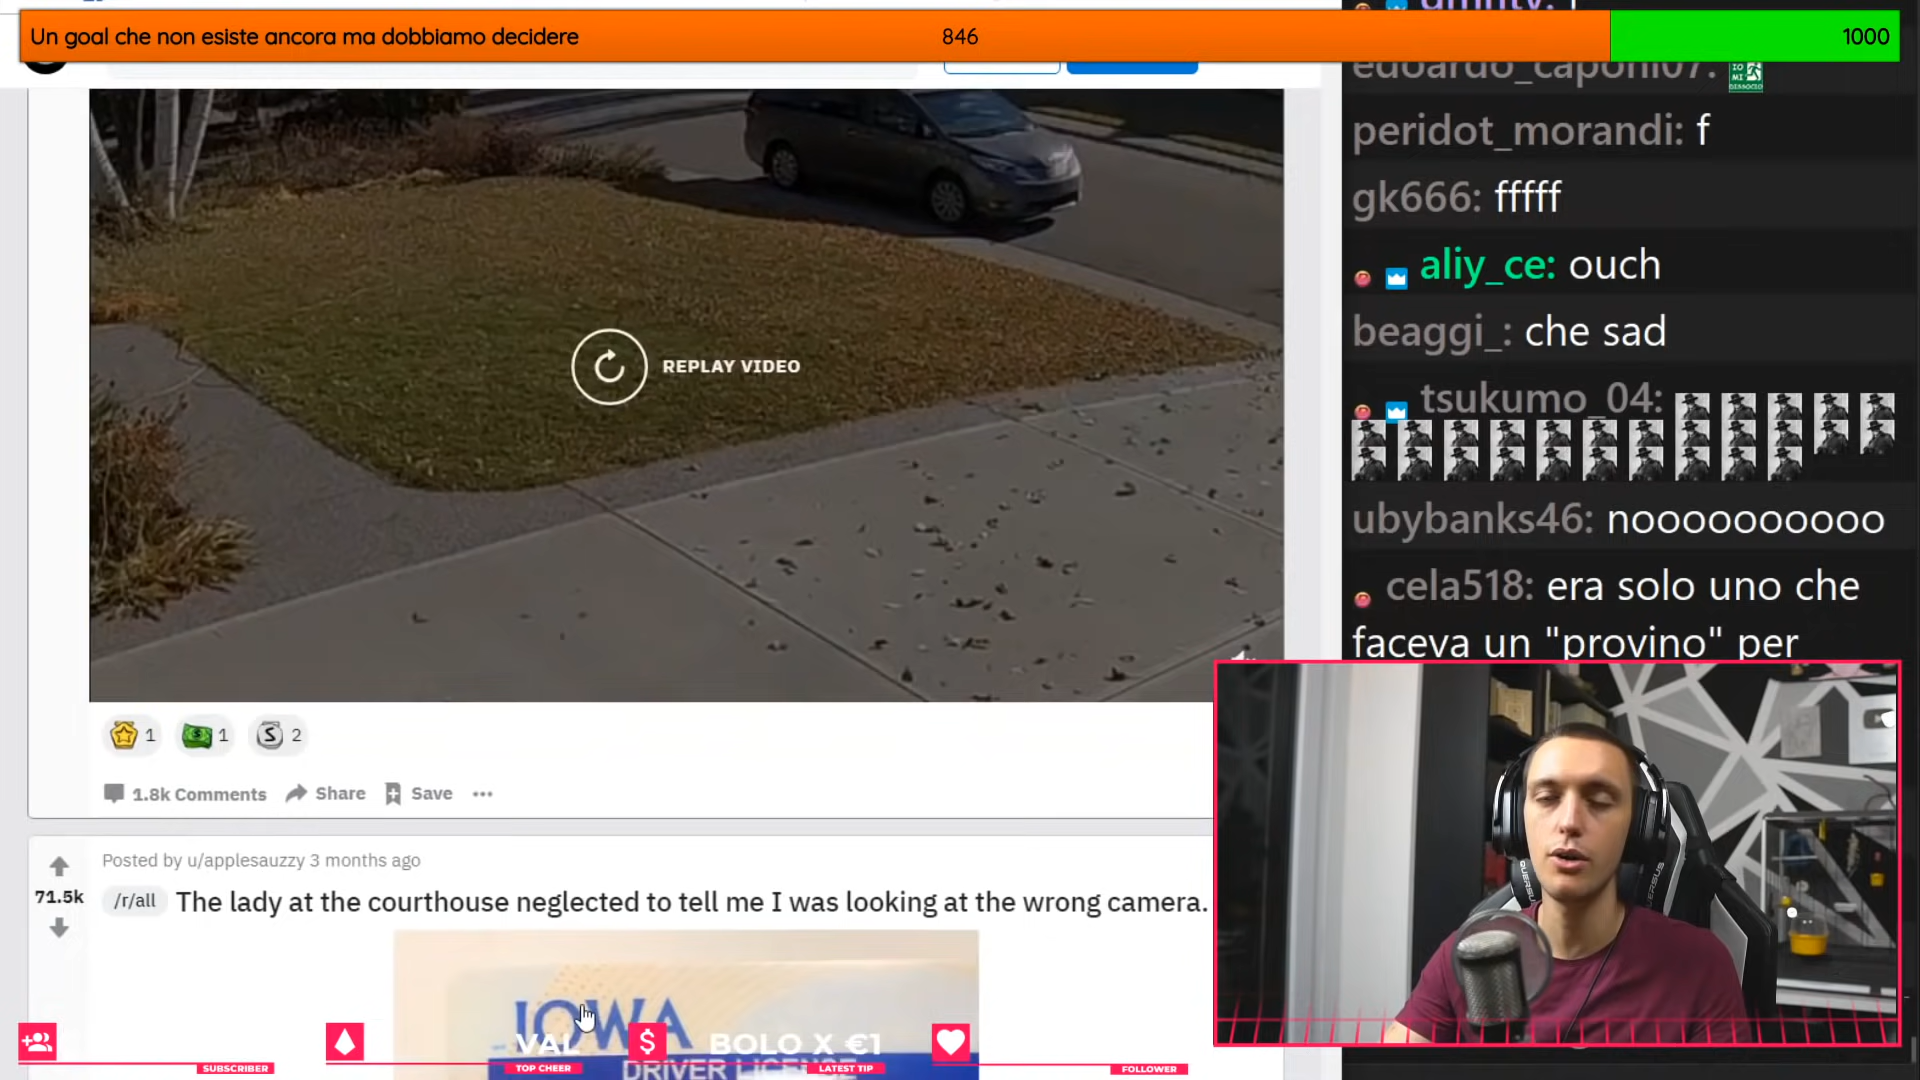 Un goal che non esiste ancora ma dobbiamo decidere
846
1000
edoardo_caponi07:
peridot_morandi: f
gk666: fffff
aliy_ce: ouch
beaggi_: che sad
tsukumo_04:
ubybanks46: noooooooooo
cela518: era solo uno che
faceva un "provino" per
REPLAY VIDEO
1
1
2
1.8k Comments
Share
Save
71.5k
Posted by u/applesauzzy 3 months ago
/r/all The lady at the courthouse neglected to tell me I was looking at the wrong camera.
IOWA
DRIVER LICENSE
SUBSCRIBER
VAL
TOP CHEER
BOLO X €1
LATEST TIP
FOLLOWER